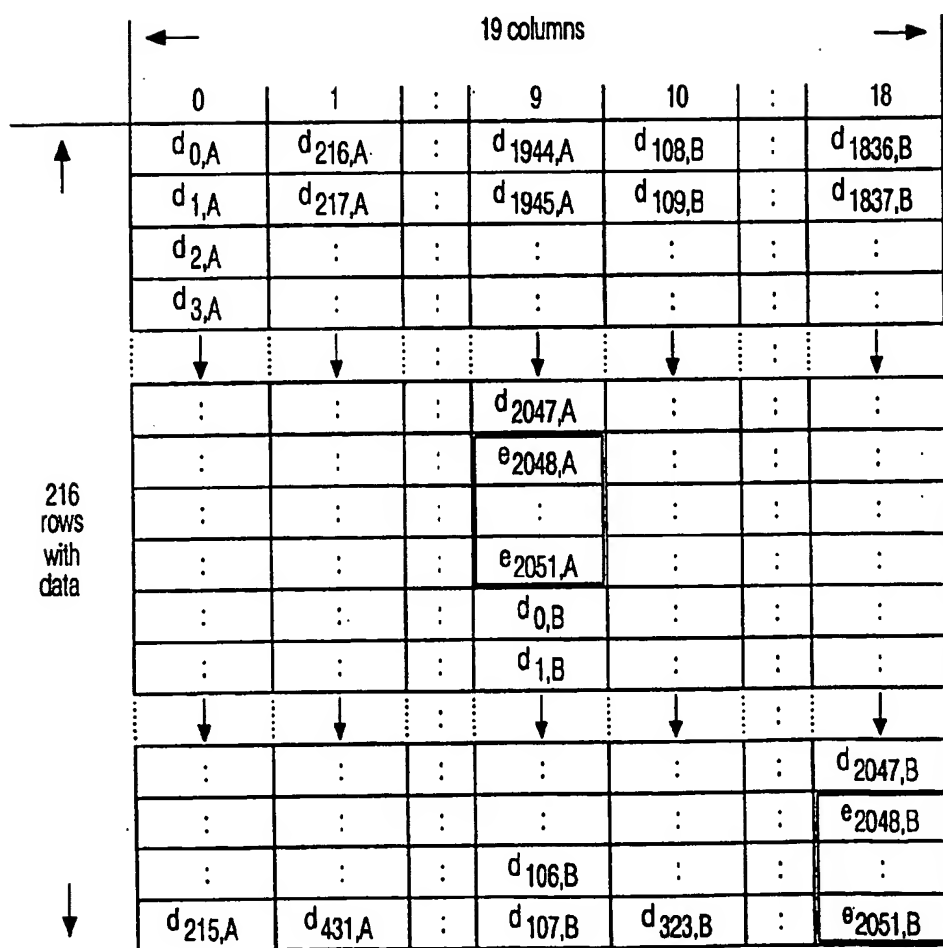 19 columns
0 1 : 9 10 : 18
d0,A d216,A : d1944,A d108,B : d1836,B
d1,A d217,A : d1945,A d109,B : d1837,B
d2,A : : : : : :
d3,A : : : : : :
: : : d2047,A : : :
: : : e2048,A : : :
: : : : : : :
: : : e2051,A : : :
: : : d0,B : : :
: : : d1,B : : :
216
rows
with
data
: : : : : : d2047,B
: : : : : : e2048,B
: : : d106,B : : :
d215,A d431,A : d107,B d323,B : e2051,B